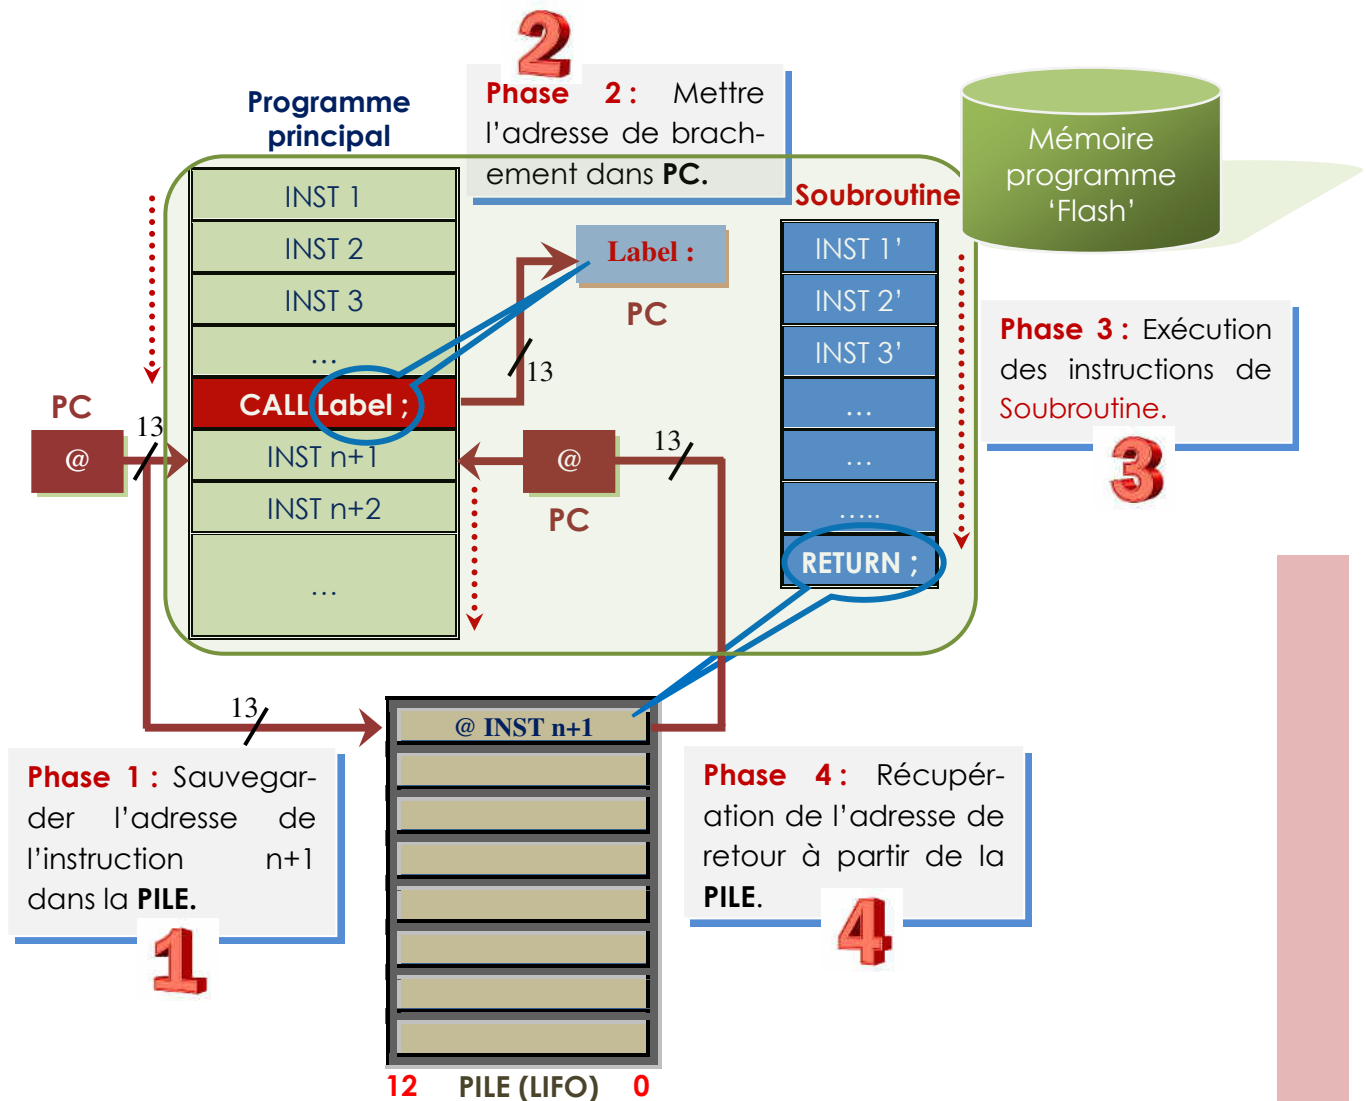 2
Phase 2 : Mettre
l’adresse de brach-
ement dans PC.
Programme
principal
Mémoire
programme
‘Flash’
INST 1
INST 2
INST 3
…
CALL Label ;
INST n+1
INST n+2
…
Label :
PC
13
Soubroutine
INST 1’
INST 2’
INST 3’
…
…
…..
RETURN ;
Phase 3 : Exécution
des instructions de
Soubroutine.
3
PC
@
13
@
PC
13
13
@ INST n+1
Phase 1 : Sauvegar-
der l’adresse de
l’instruction n+1
dans la PILE.
1
Phase 4 : Récupér-
ation de l’adresse de
retour à partir de la
PILE.
4
12 PILE (LIFO) 0